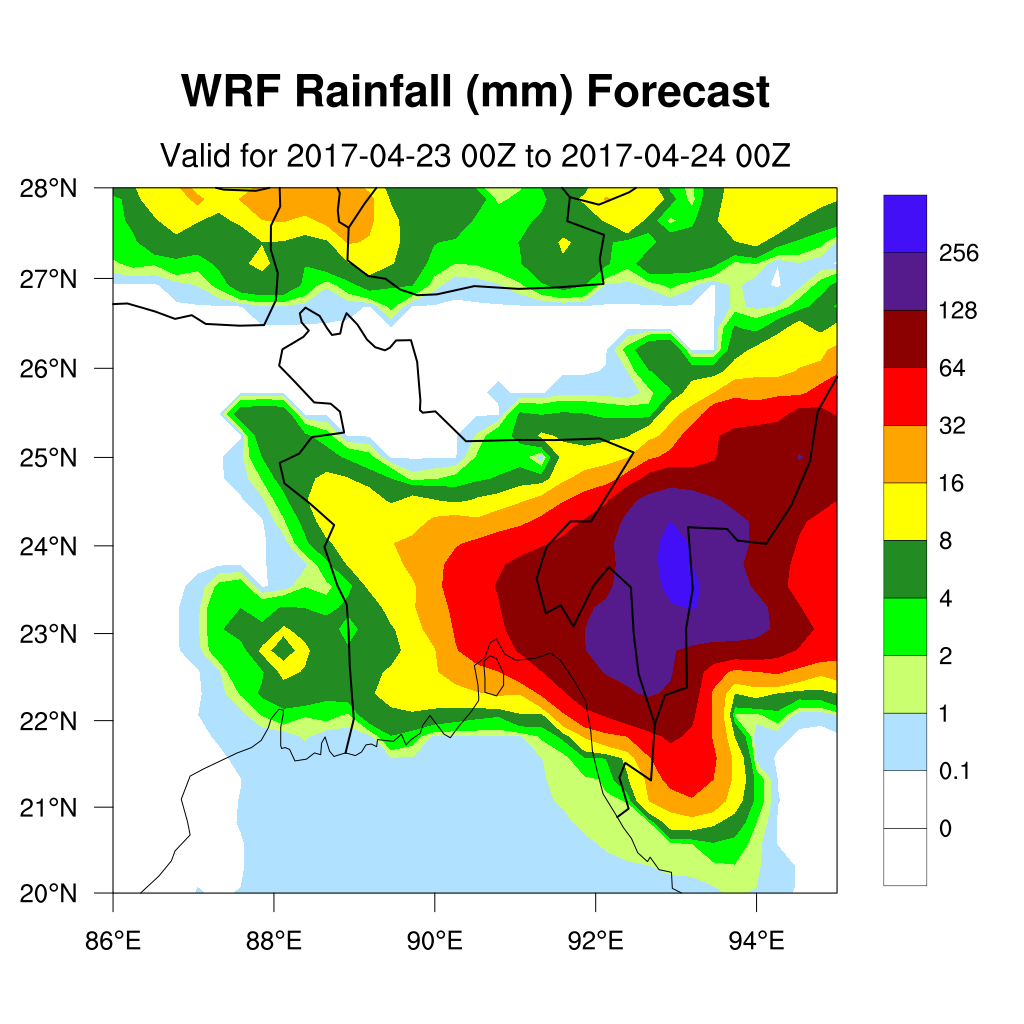 WRF Rainfall (mm) Forecast
Valid for 2017-04-23 00Z to 2017-04-24 00Z
28°N
27°N
26°N
25°N
24°N
23°N
22°N
21°N
20°N
86°E 88°E 90°E 92°E 94°E
256
128
64
32
16
8
4
2
1
0.1
0